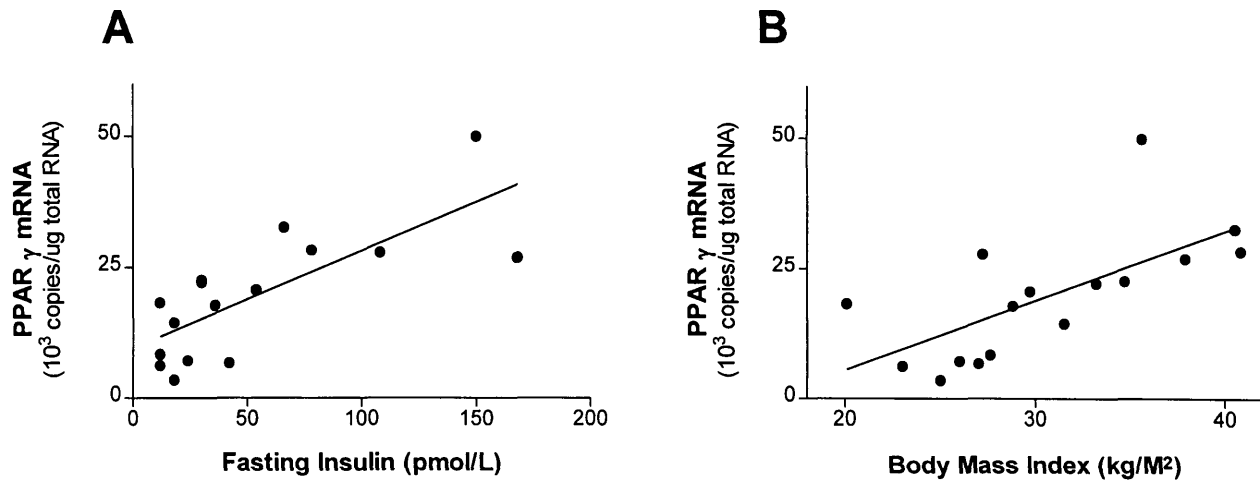 A
PPAR γ mRNA
(10³ copies/ug total RNA)
50
25
0
0 50 100 150 200
Fasting Insulin (pmol/L)
B
PPAR γ mRNA
(10³ copies/ug total RNA)
50
25
0
20 30 40
Body Mass Index (kg/M²)